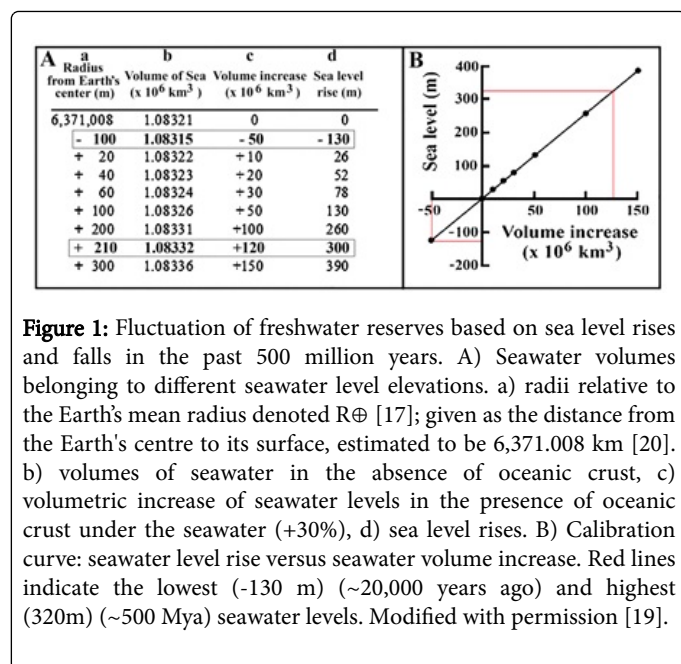 A a b c d
Radius
from Earth's Volume of Sea Volume increase Sea level
center (m) (x 10⁶ km³ ) (x 10⁶ km³ ) rise (m)
6,371,008 1.08321 0 0
- 100 1.08315 - 50 - 130
+ 20 1.08322 +10 26
+ 40 1.08323 +20 52
+ 60 1.08324 +30 78
+ 100 1.08326 +50 130
+ 200 1.08331 +100 260
+ 210 1.08332 +120 300
+ 300 1.08336 +150 390
B
Sea level (m)
400
300
200
100
-50 50 100 150
-100
-200
Volume increase
(x 10⁶ km³)
Figure 1: Fluctuation of freshwater reserves based on sea level rises
and falls in the past 500 million years. A) Seawater volumes
belonging to different seawater level elevations. a) radii relative to
the Earth's mean radius denoted R⊕ [17]; given as the distance from
the Earth's centre to its surface, estimated to be 6,371.008 km [20].
b) volumes of seawater in the absence of oceanic crust, c)
volumetric increase of seawater levels in the presence of oceanic
crust under the seawater (+30%), d) sea level rises. B) Calibration
curve: seawater level rise versus seawater volume increase. Red lines
indicate the lowest (-130 m) (~20,000 years ago) and highest
(320m) (~500 Mya) seawater levels. Modified with permission [19].